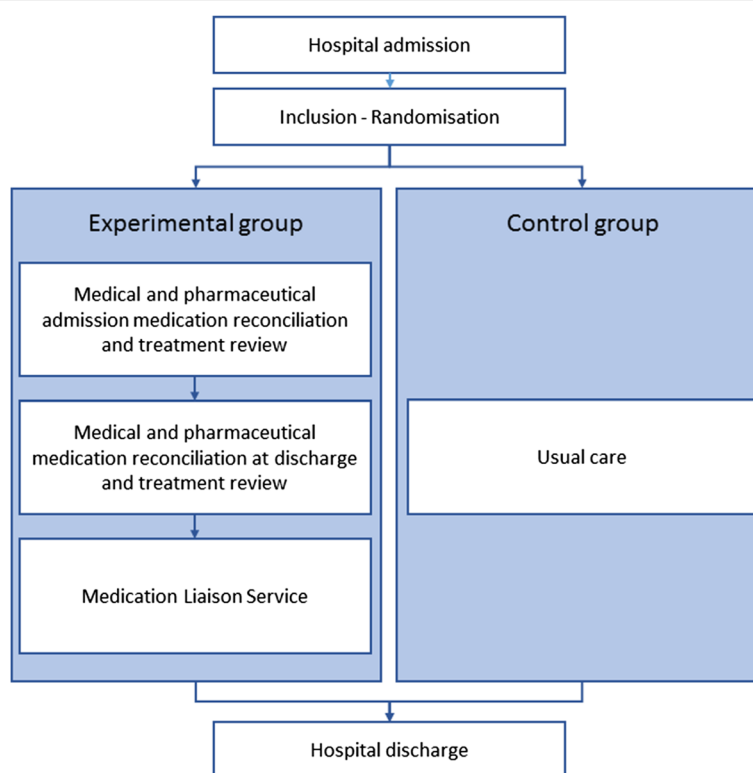 Hospital admission
Inclusion - Randomisation
Experimental group
Medical and pharmaceutical
admission medication reconciliation
and treatment review
Medical and pharmaceutical
medication reconciliation at discharge
and treatment review
Medication Liaison Service
Control group
Usual care
Hospital discharge